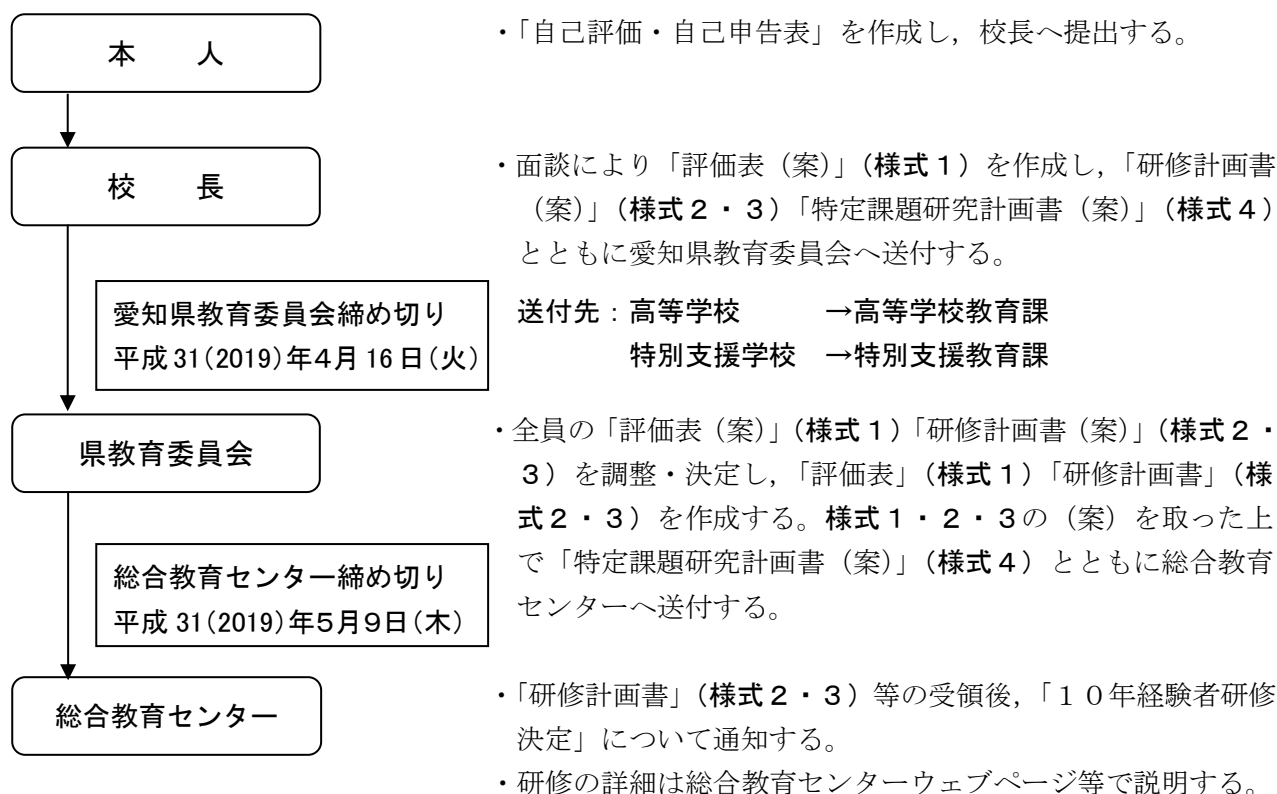 本　　人
・「自己評価・自己申告表」を作成し，校長へ提出する。
校　　長
・面談により「評価表（案）」（様式１）を作成し，「研修計画書
（案）」（様式２・３）「特定課題研究計画書（案）」（様式４）
とともに愛知県教育委員会へ送付する。
愛知県教育委員会締め切り
平成 31(2019)年４月 16 日(火)
送付先：高等学校　　　→高等学校教育課
特別支援学校　→特別支援教育課
県教育委員会
・全員の「評価表（案）」（様式１）「研修計画書（案）」（様式２・
３）を調整・決定し，「評価表」（様式１）「研修計画書」（様
式２・３）を作成する。様式１・２・３の（案）を取った上
で「特定課題研究計画書（案）」（様式４）とともに総合教育
センターへ送付する。
総合教育センター締め切り
平成 31(2019)年５月９日(木)
総合教育センター
・「研修計画書」（様式２・３）等の受領後，「１０年経験者研修
決定」について通知する。
・研修の詳細は総合教育センターウェブページ等で説明する。